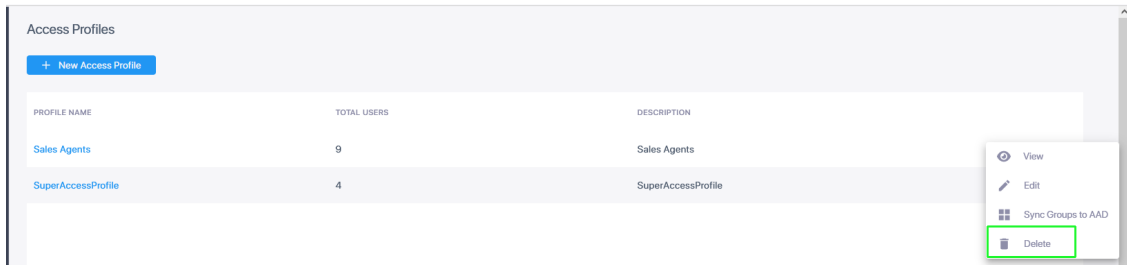 Access Profiles
+ New Access Profile
PROFILE NAME TOTAL USERS DESCRIPTION
Sales Agents 9 Sales Agents
SuperAccessProfile 4 SuperAccessProfile
View
Edit
Sync Groups to AAD
Delete